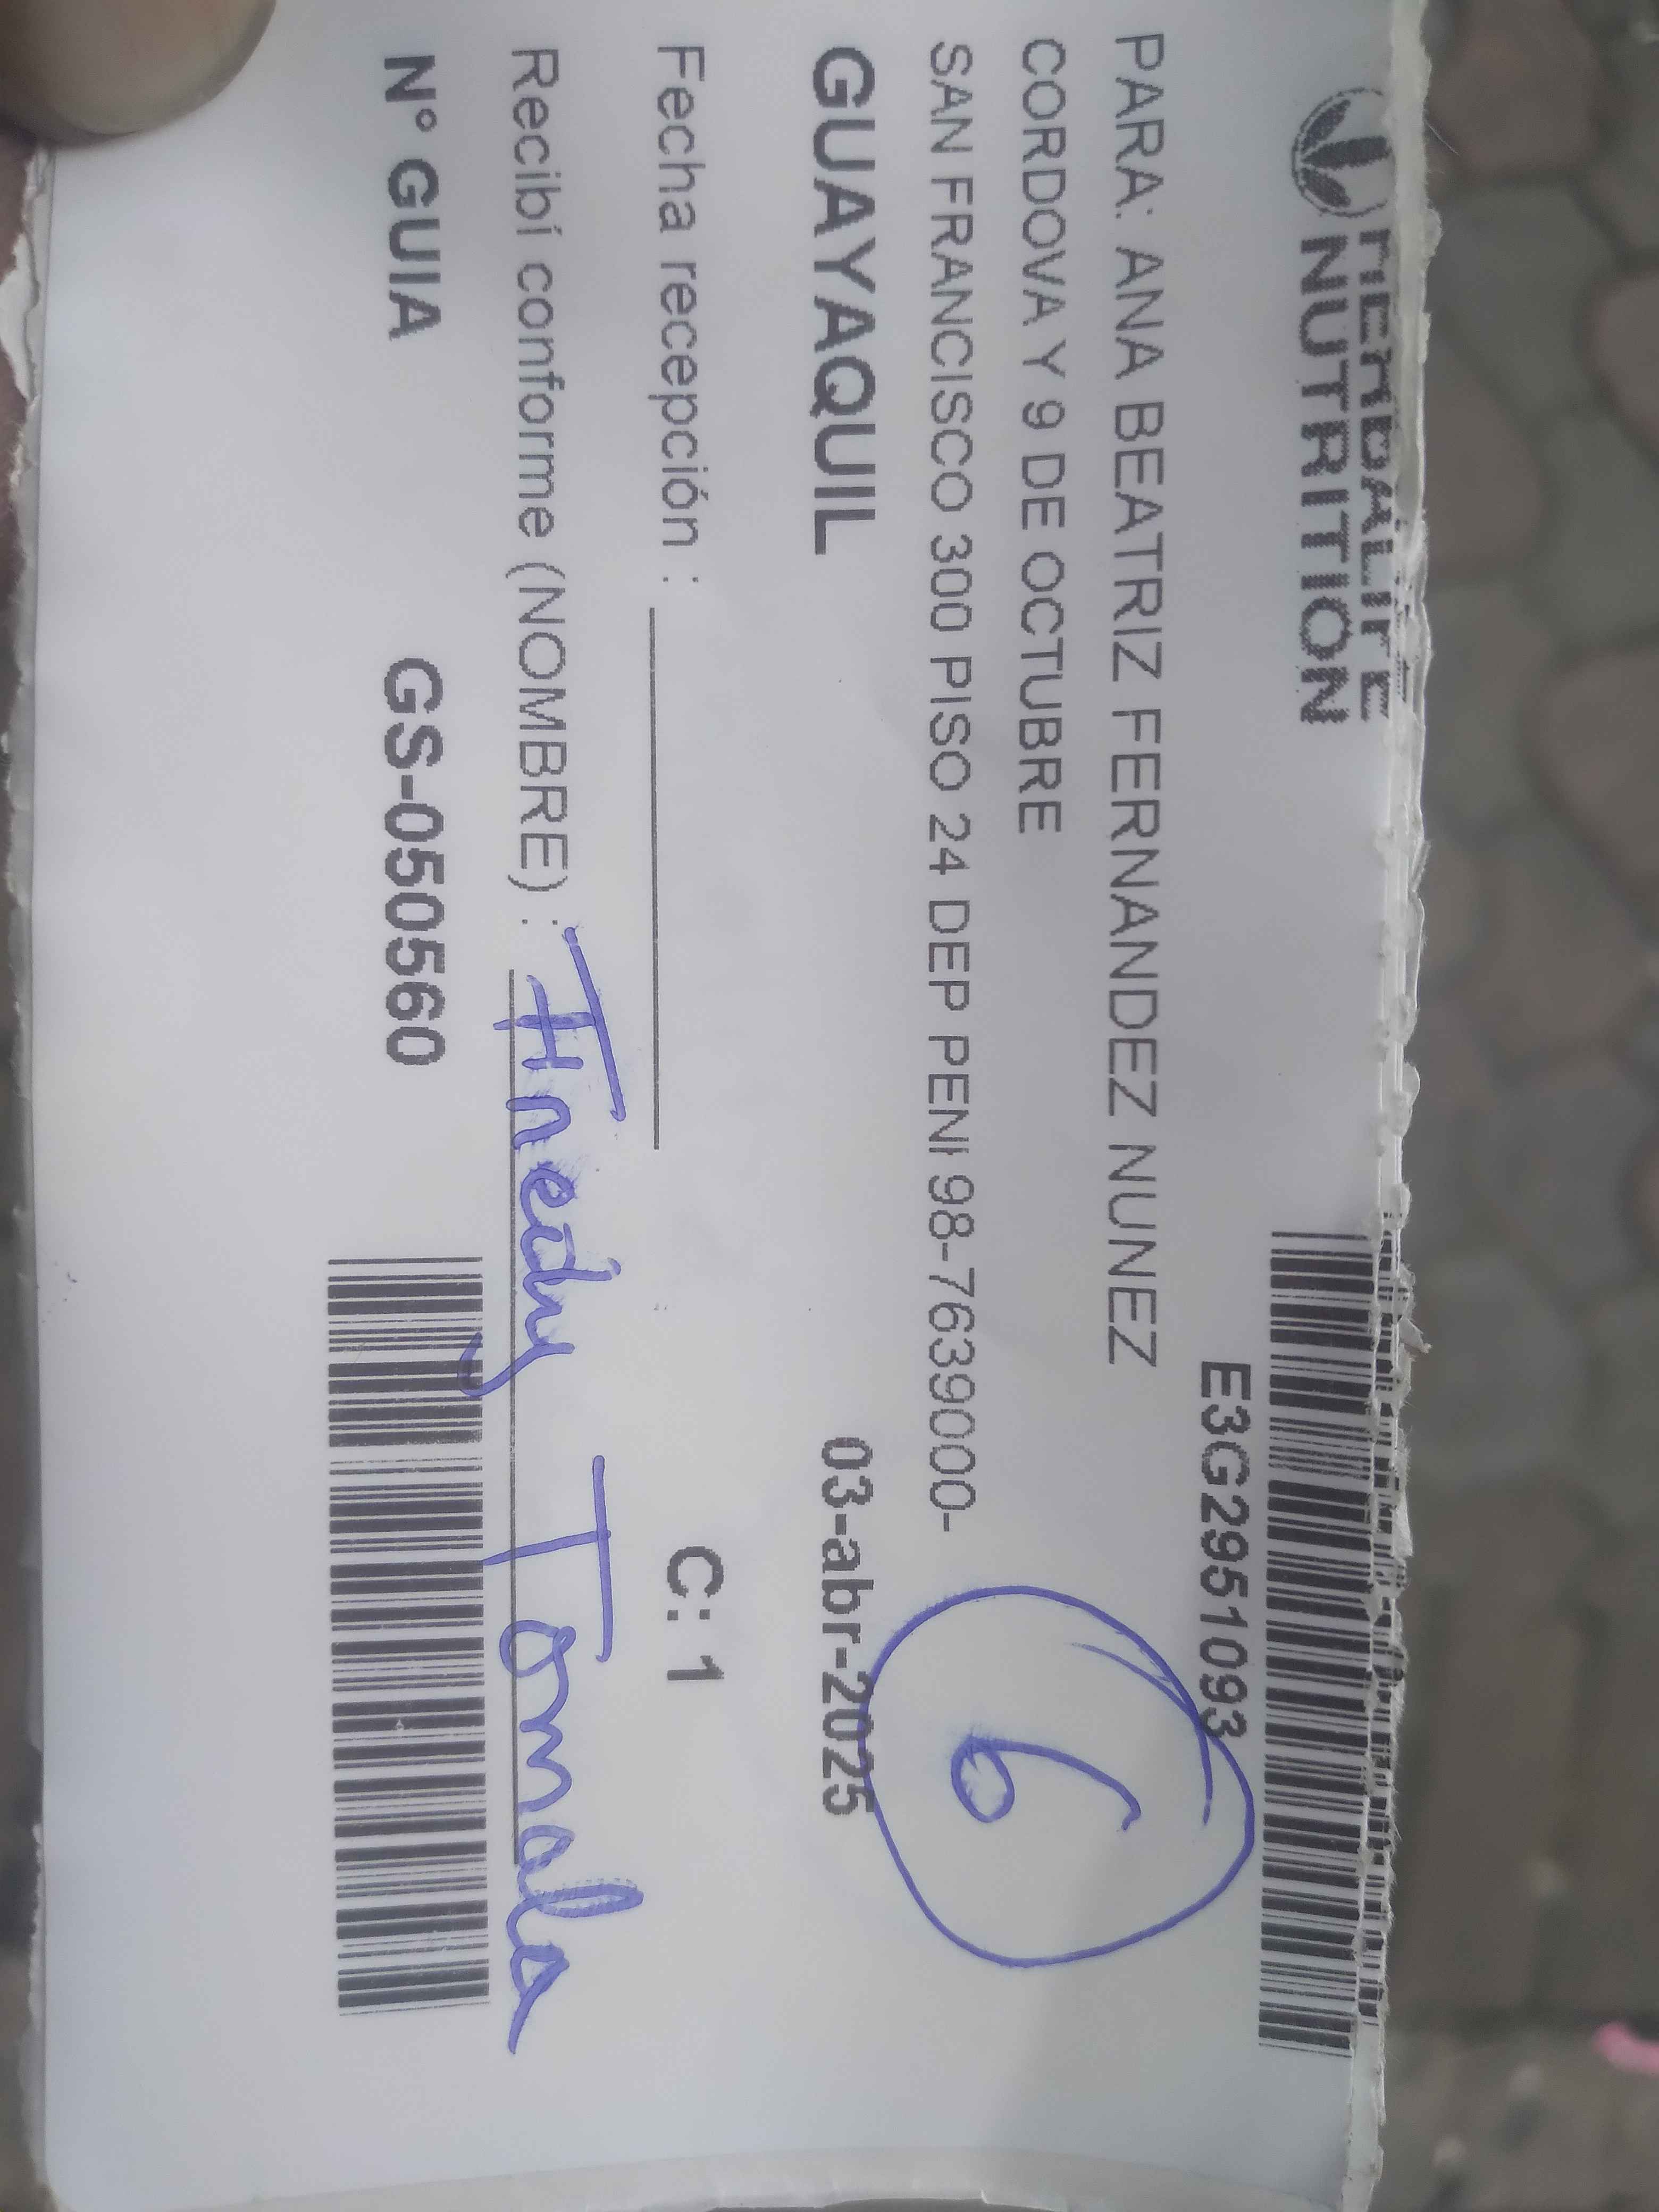 HERBALIFE
NUTRITION
E3G2951093
PARA: ANA BEATRIZ FERNANDEZ NUNEZ
CORDOVA Y 9 DE OCTUBRE
SAN FRANCISCO 300 PISO 24 DEP PENI 98-7639000-
6
GUAYAQUIL 03-abr-2025
Fecha recepción : C: 1
Recibí conforme (NOMBRE) : Fredy Tomala
N° GUIA GS-050560